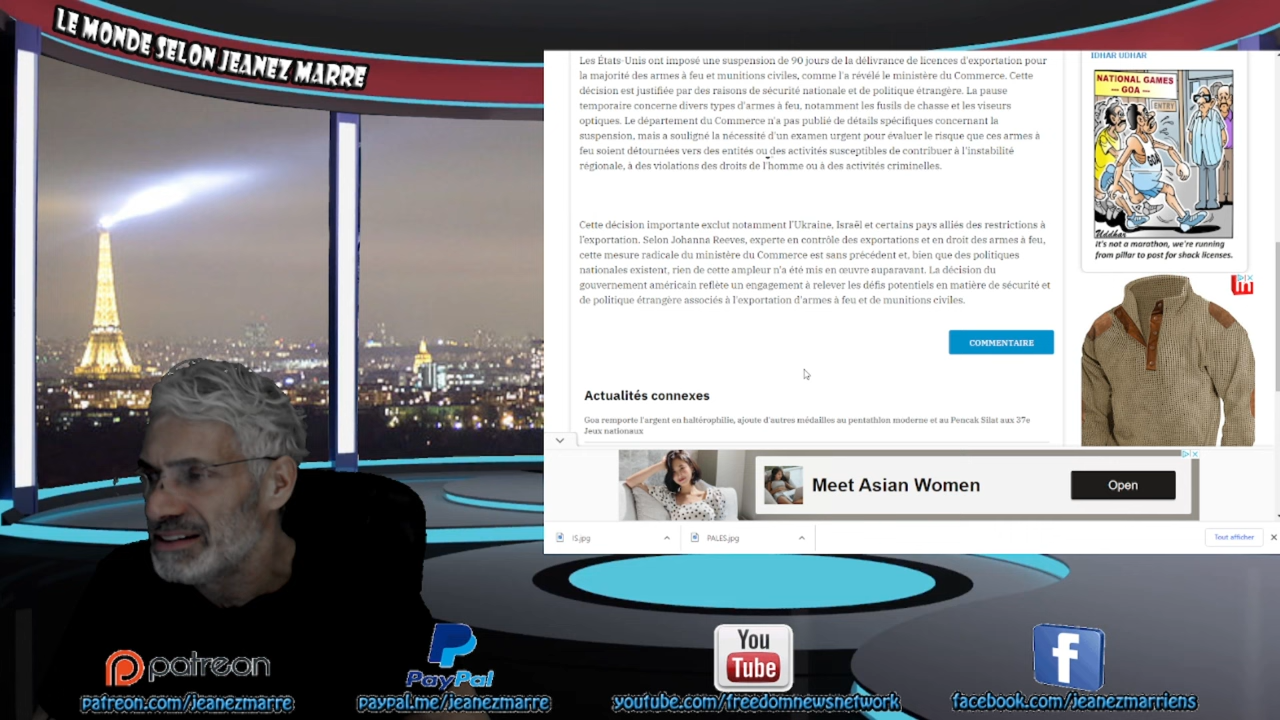 LE MONDE SELON JEANEZ MARRE
Les États-Unis ont imposé une suspension de 90 jours de la délivrance de licences d'exportation pour
la majorité des armes à feu et munitions civiles, comme l'a révélé le ministère du Commerce. Cette
décision est justifiée par des raisons de sécurité nationale et de politique étrangère. La pause
temporaire concerne divers types d'armes à feu, notamment les fusils de chasse et les viseurs
optiques. Le département du Commerce n'a pas publié de détails spécifiques concernant la
suspension, mais a souligné la nécessité d'un examen urgent pour évaluer le risque que ces armes à
feu soient détournées vers des entités ou des activités susceptibles de contribuer à l'instabilité
régionale, à des violations des droits de l'homme ou à des activités criminelles.
Cette décision importante exclut notamment l'Ukraine, Israël et certains pays alliés des restrictions à
l'exportation. Selon Johanna Reeves, experte en contrôle des exportations et en droit des armes à feu,
cette mesure radicale du ministère du Commerce est sans précédent et, bien que des politiques
nationales existent, rien de cette ampleur n'a été mis en œuvre auparavant. La décision du
gouvernement américain reflète un engagement à relever les défis potentiels en matière de sécurité et
de politique étrangère associés à l'exportation d'armes à feu et de munitions civiles.
COMMENTAIRE
Actualités connexes
Goa remporte l'argent en haltérophilie, ajoute d'autres médailles au pentathlon moderne et au Pencak Silat aux 37e
Jeux nationaux
IDHAR UDHAR
NATIONAL GAMES
- GOA -
ENTRY
GOA
It's not a marathon, we're running
from pillar to post for shack licenses.
Meet Asian Women
Open
IS.jpg
PALES.jpg
Tout afficher
patreon
PayPal
You
Tube
f
patreon.com/jeanezmarre
paypal.me/jeanezmarre
youtube.com/freedomnewsnetwork
facebook.com/jeanezmarriens